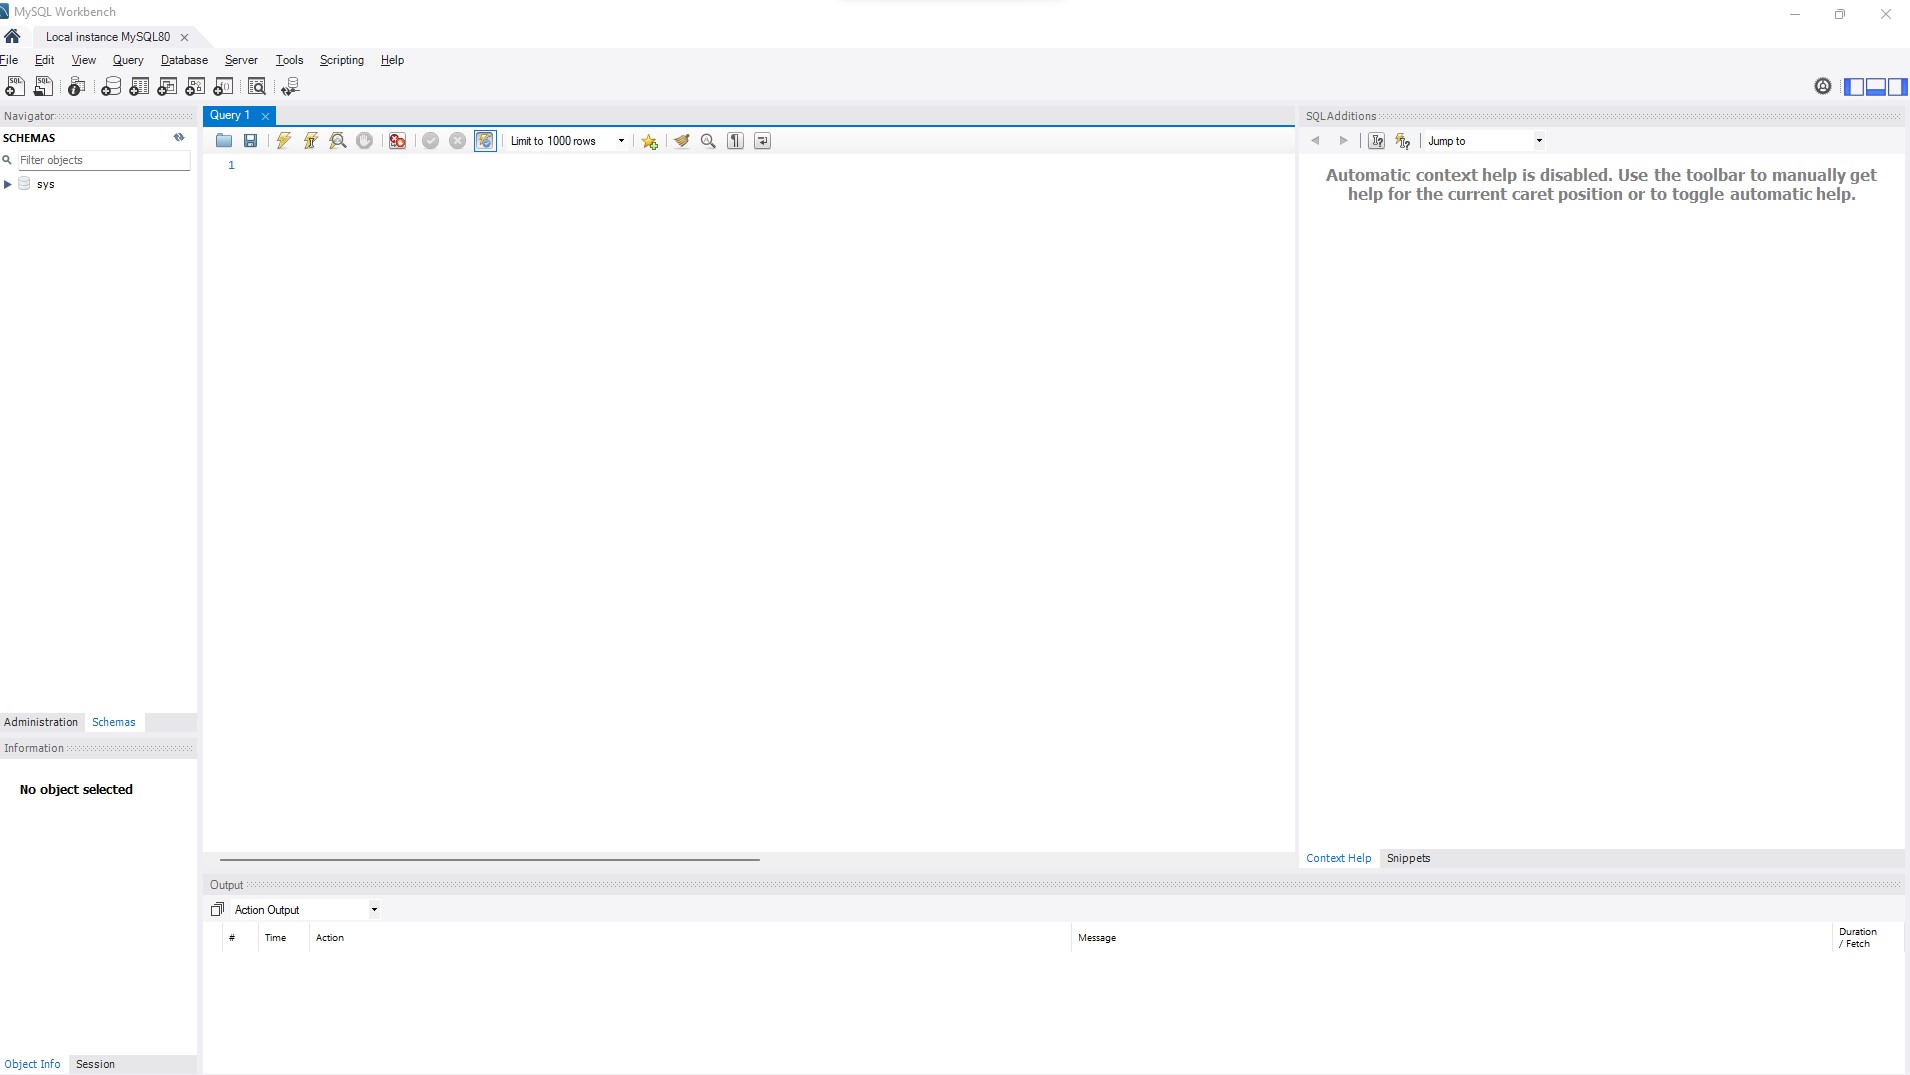 MySQL Workbench
Local instance MySQL80
File Edit View Query Database Server Tools Scripting Help
Navigator
SCHEMAS
Filter objects
sys
Administration Schemas
Information
No object selected
Object Info Session
Query 1
Limit to 1000 rows
1
SQLAdditions
Jump to
Automatic context help is disabled. Use the toolbar to manually get
help for the current caret position or to toggle automatic help.
Context Help Snippets
Output
Action Output
# Time Action Message Duration
/ Fetch